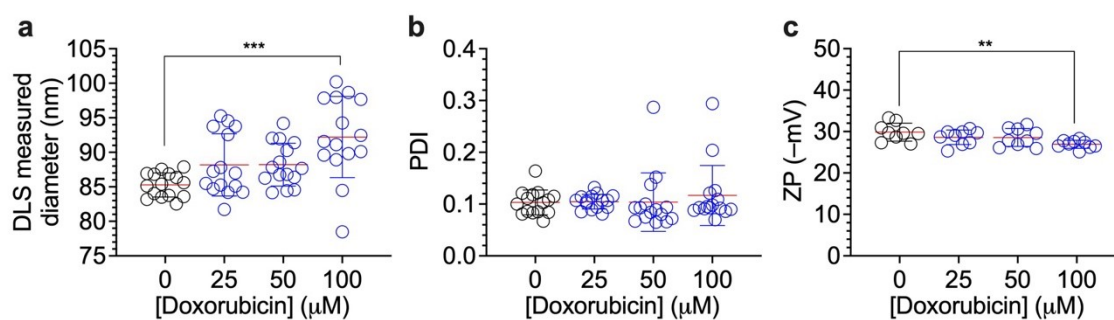 a
***
DLS measured
diameter (nm)
105
100
95
90
85
80
75
0 25 50 100
[Doxorubicin] (μM)
b
PDI
0.4
0.3
0.2
0.1
0.0
0 25 50 100
[Doxorubicin] (μM)
c
**
ZP (–mV)
50
40
30
20
10
0
0 25 50 100
[Doxorubicin] (μM)